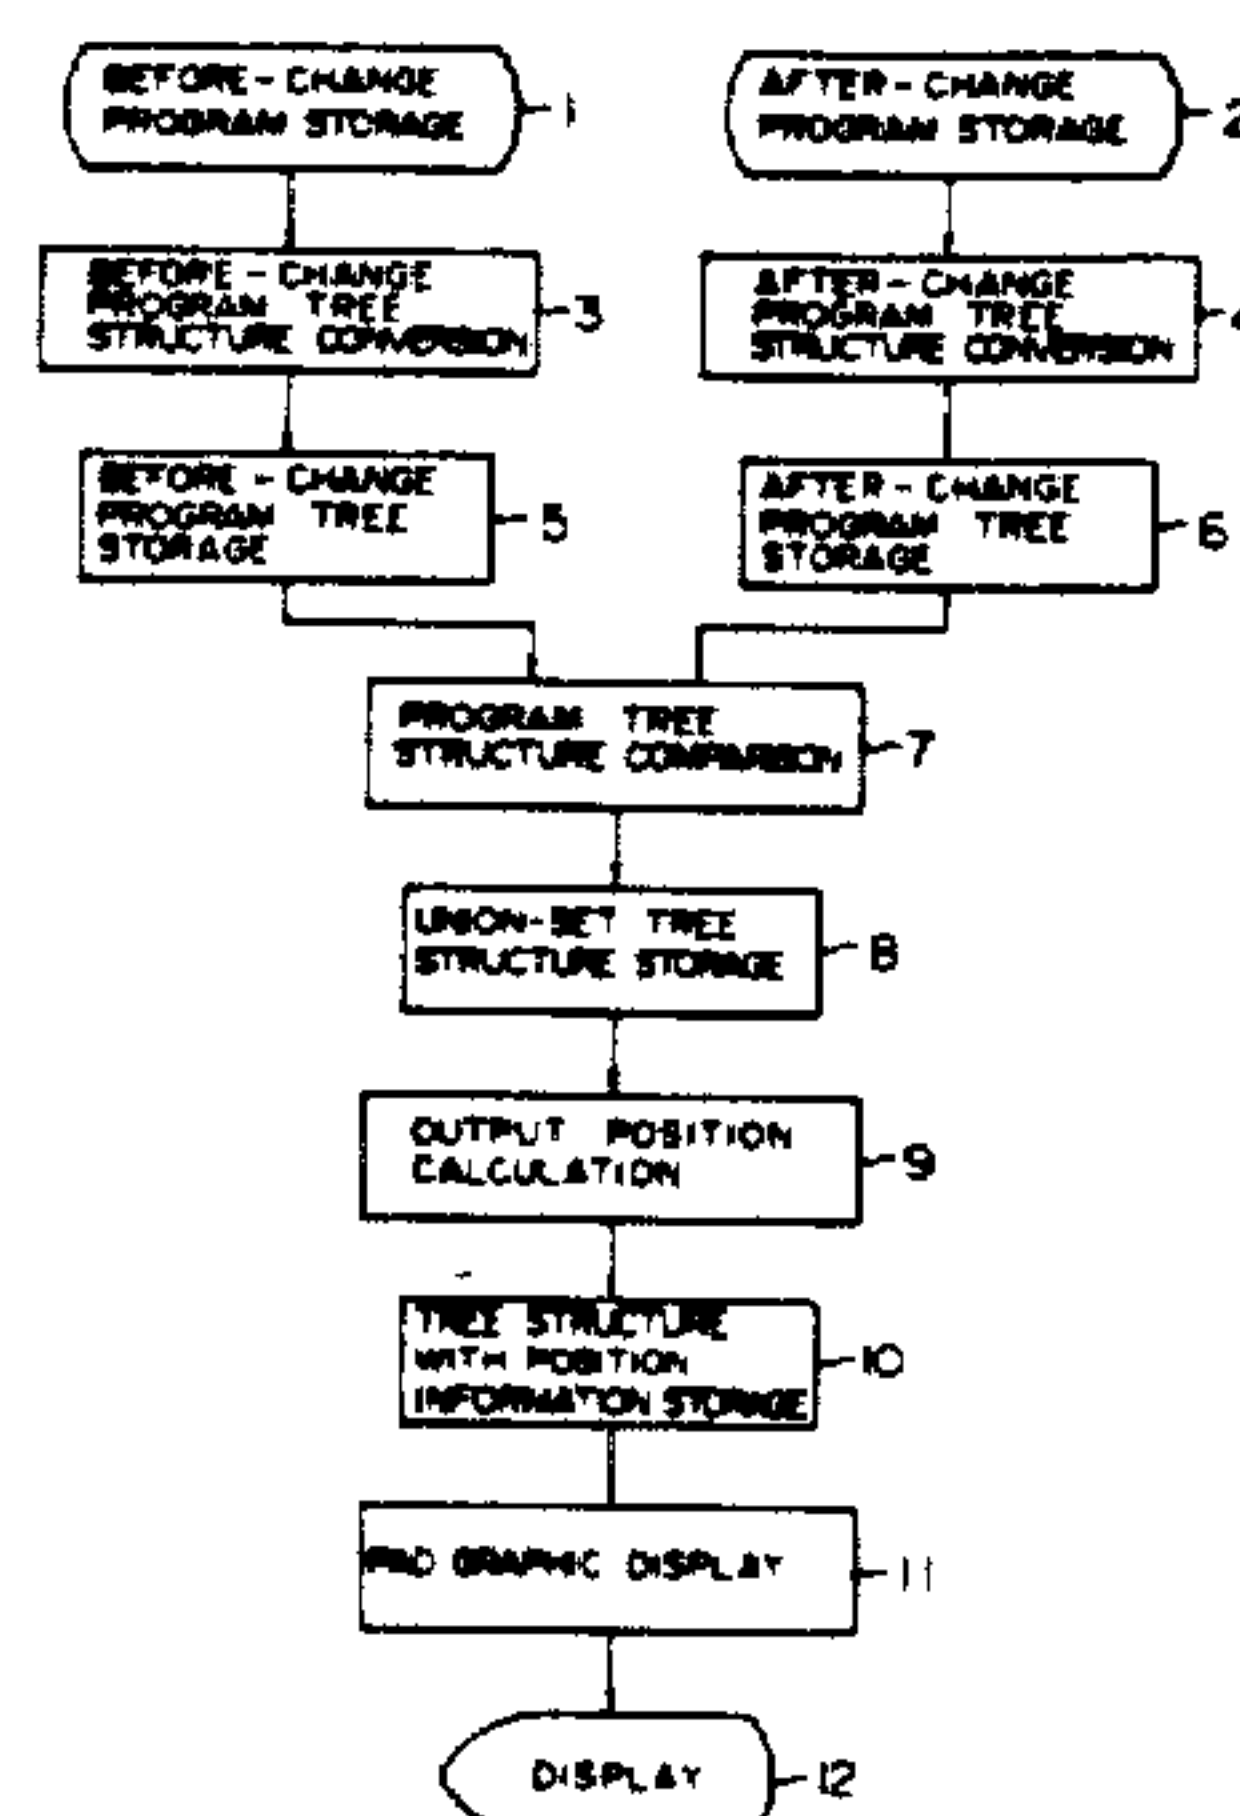 BEFORE-CHANGE
PROGRAM STORAGE
1
AFTER-CHANGE
PROGRAM STORAGE
2
BEFORE-CHANGE
PROGRAM TREE
STRUCTURE CONVERSION
3
AFTER-CHANGE
PROGRAM TREE
STRUCTURE CONVERSION
4
BEFORE-CHANGE
PROGRAM TREE
STORAGE
5
AFTER-CHANGE
PROGRAM TREE
STORAGE
6
PROGRAM TREE
STRUCTURE COMPARISON
7
UNION-SET TREE
STRUCTURE STORAGE
8
OUTPUT POSITION
CALCULATION
9
TREE STRUCTURE
WITH POSITION
INFORMATION STORAGE
10
PAD GRAPHIC DISPLAY
11
DISPLAY
12